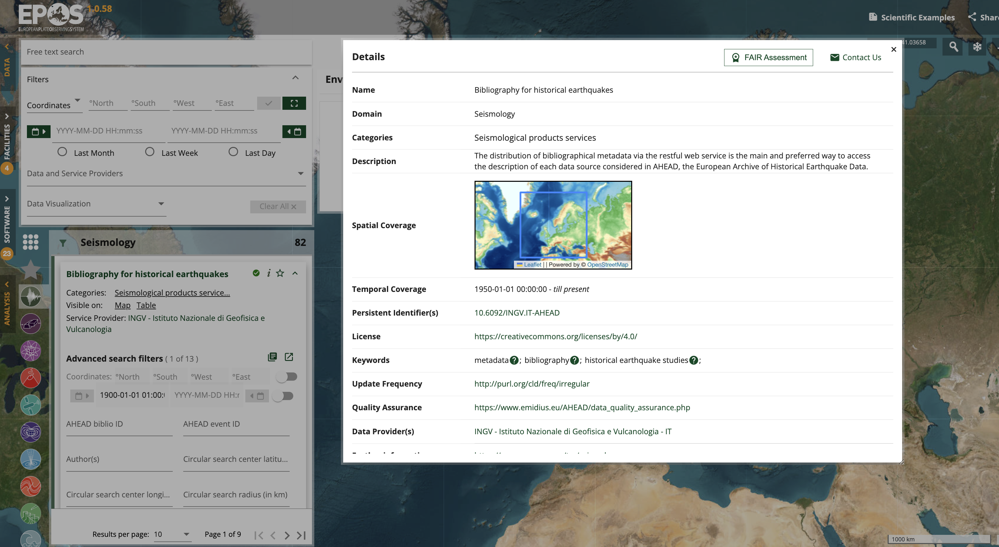 EPOS
1.0.58
EUROPEANPLATEOBSERVINGSYSTEM
Scientific Examples
Shar
DATA
FACILITIES
4
SOFTWARE
23
ANALYSIS
Free text search
Filters
Coordinates
°North
°South
°West
°East
YYYY-MM-DD HH:mm:ss
YYYY-MM-DD HH:mm:ss
Last Month
Last Week
Last Day
Data and Service Providers
Data Visualization
Clear All
Seismology
82
Bibliography for historical earthquakes
Categories: Seismological products service...
Visible on: Map Table
Service Provider: INGV - Istituto Nazionale di Geofisica e
Vulcanologia
Advanced search filters ( 1 of 13 )
Coordinates: °North °South °West °East
1900-01-01 01:00:
YYYY-MM-DD HH:r
AHEAD biblio ID
AHEAD event ID
Author(s)
Circular search center latitu...
Circular search center longi...
Circular search radius (in km)
Results per page: 10
Page 1 of 9
Env
41.03658
Details
FAIR Assessment
Contact Us
Name
Bibliography for historical earthquakes
Domain
Seismology
Categories
Seismological products services
Description
The distribution of bibliographical metadata via the restful web service is the main and preferred way to access
the description of each data source considered in AHEAD, the European Archive of Historical Earthquake Data.
Spatial Coverage
Leaflet | | Powered by © OpenStreetMap
Temporal Coverage
1950-01-01 00:00:00 - till present
Persistent Identifier(s)
10.6092/INGV.IT-AHEAD
License
https://creativecommons.org/licenses/by/4.0/
Keywords
metadata ; bibliography ; historical earthquake studies ;
Update Frequency
http://purl.org/cld/freq/irregular
Quality Assurance
https://www.emidius.eu/AHEAD/data_quality_assurance.php
Data Provider(s)
INGV - Istituto Nazionale di Geofisica e Vulcanologia - IT
1000 km